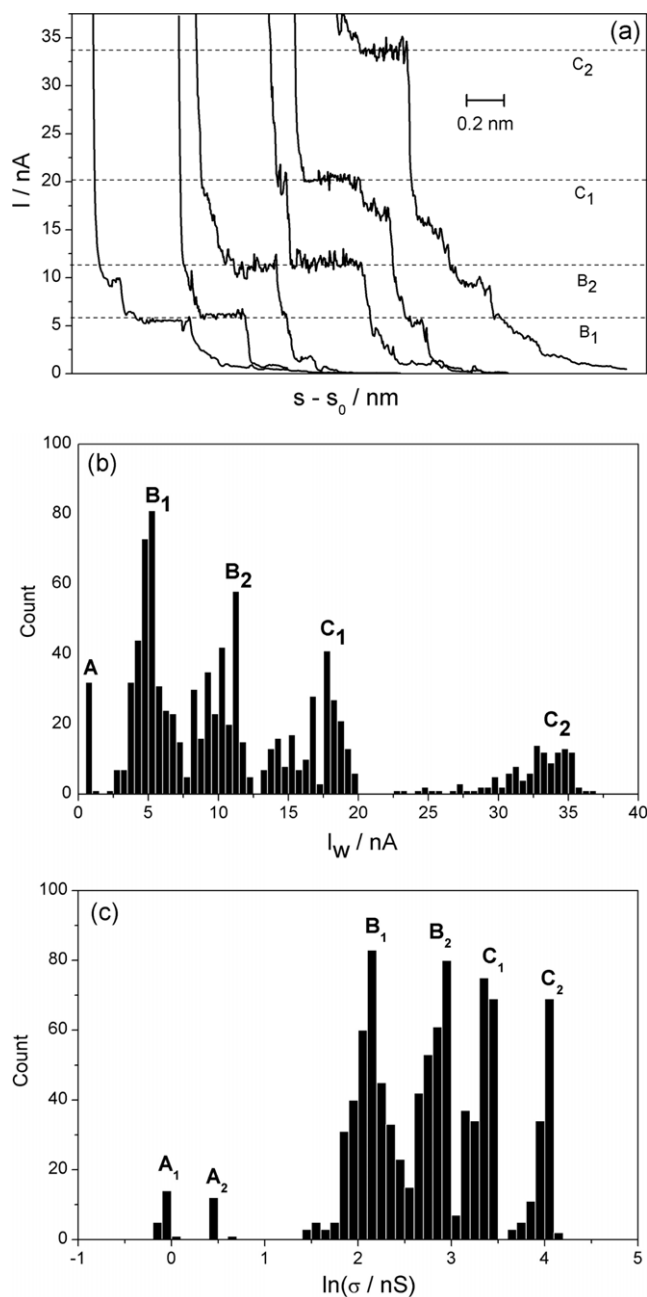 (a)
35
30
25
20
15
10
5
0
I / nA
C₂
0.2 nm
C₁
B₂
B₁
s - s₀ / nm
(b)
100
80
60
40
20
0
Count
A
B₁
B₂
C₁
C₂
0 5 10 15 20 25 30 35 40
I_W / nA
(c)
100
80
60
40
20
0
Count
A₁
A₂
B₁
B₂
C₁
C₂
-1 0 1 2 3 4 5
ln(σ / nS)